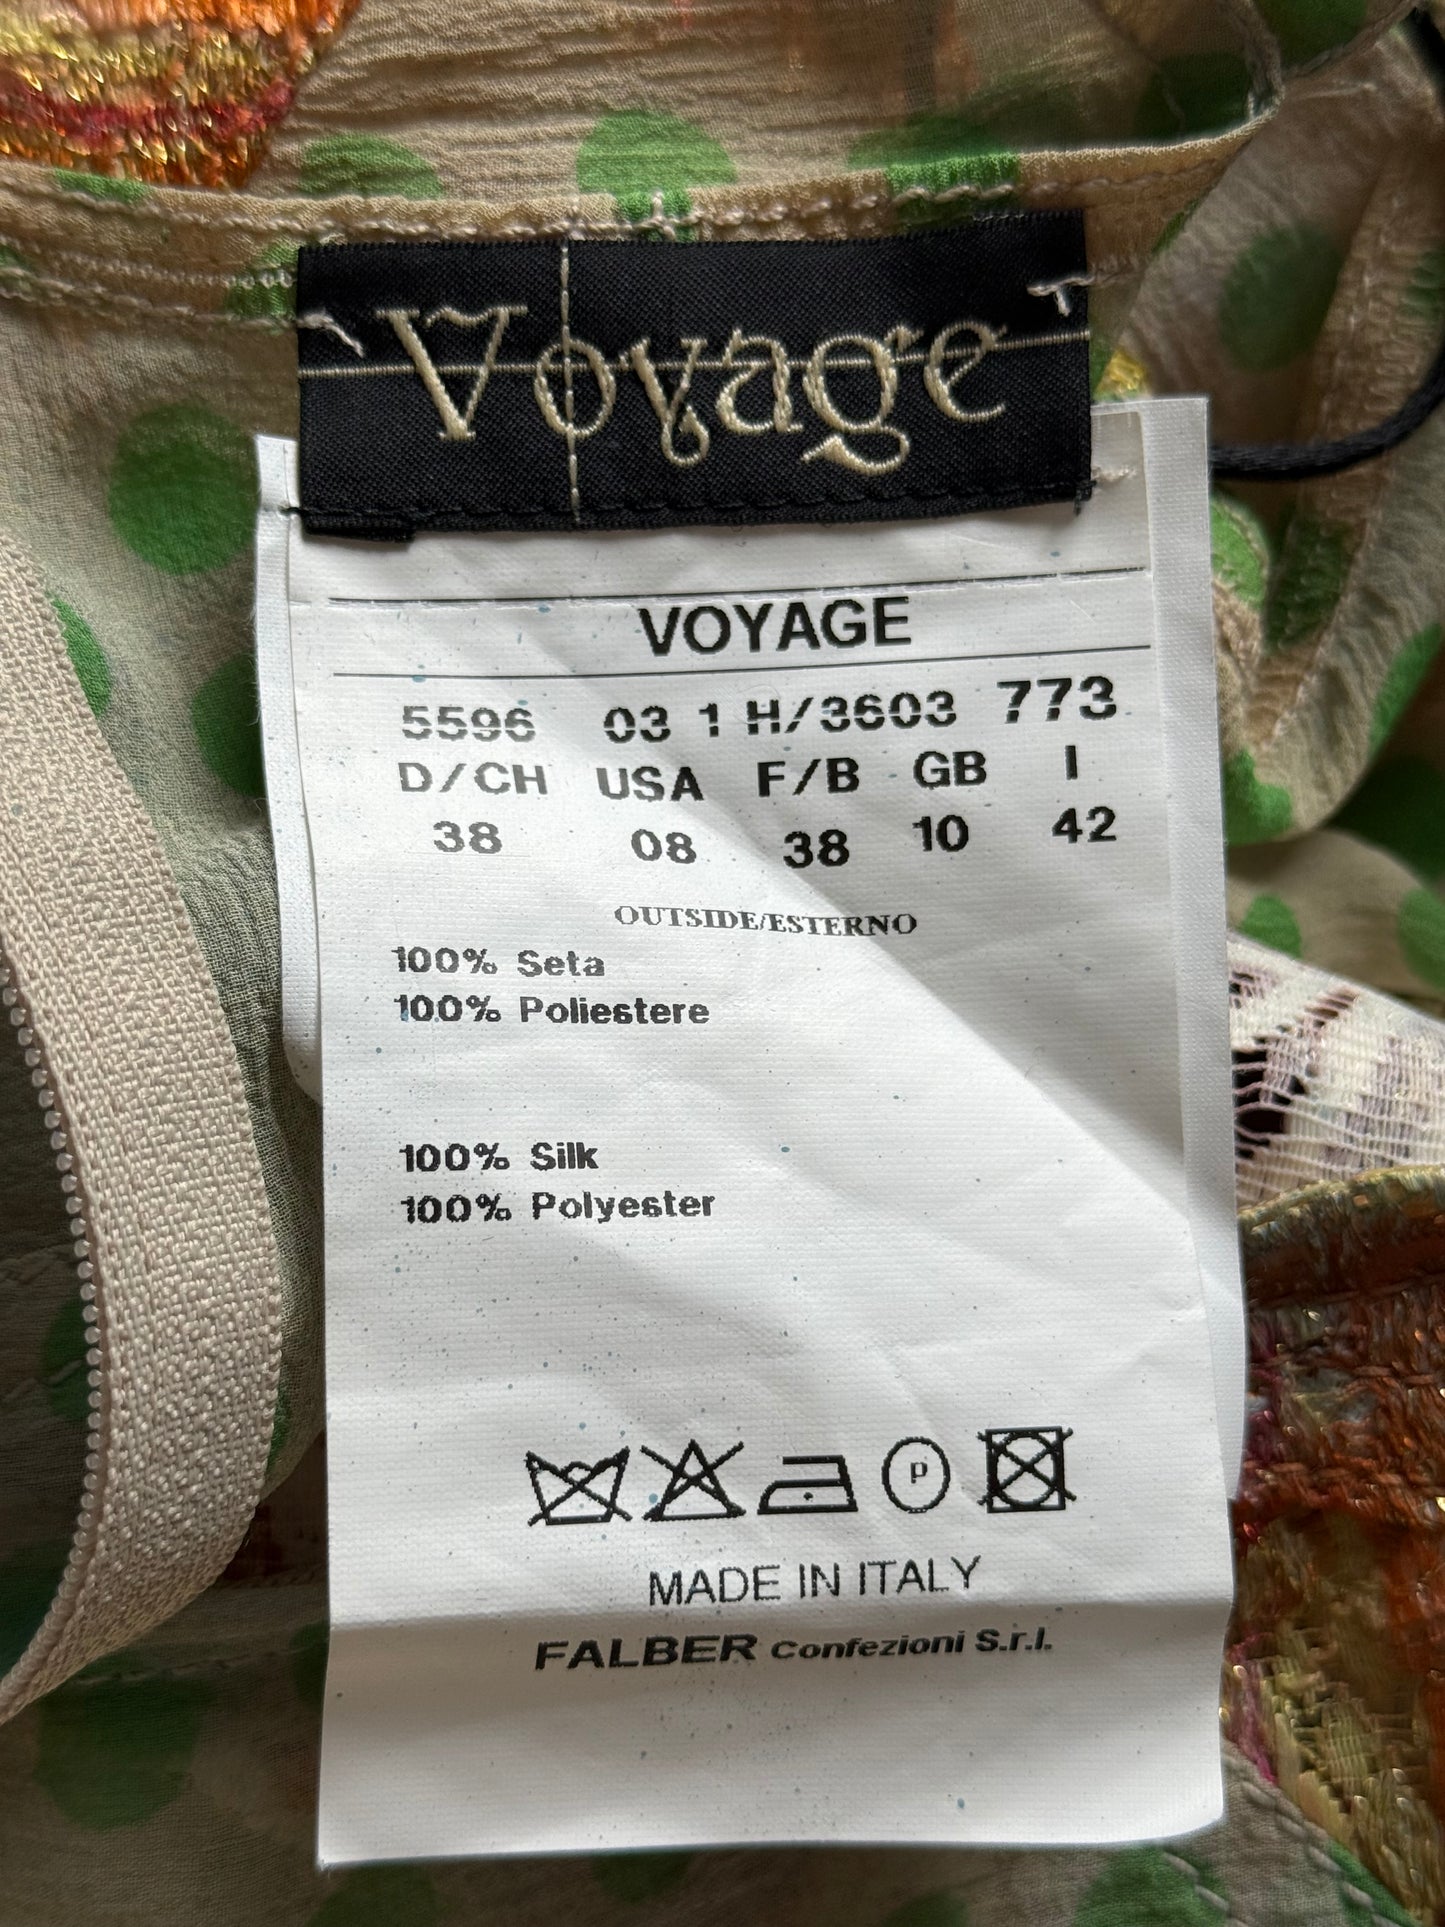 Voyage
VOYAGE
5596 03 1 H/3603 773
D/CH USA F/B GB I
38 08 38 10 42
OUTSIDE/ESTERNO
100% Seta
100% Poliestere
100% Silk
100% Polyester
P
MADE IN ITALY
FALBER Confezioni S.r.l.